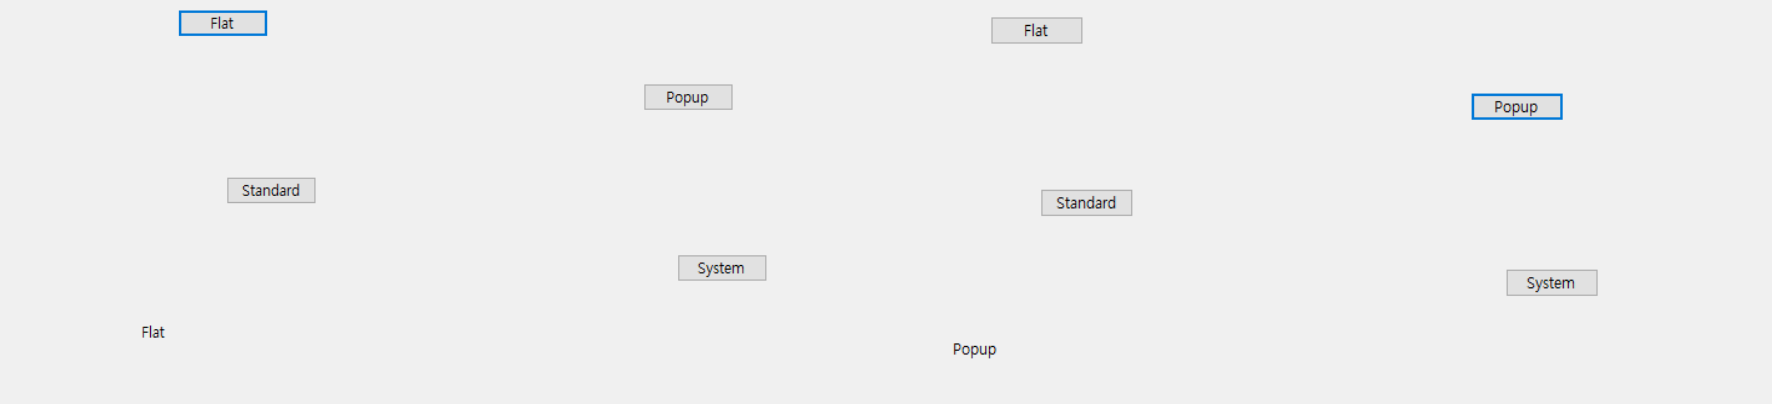 Flat
Popup
Standard
System
Flat
Flat
Popup
Standard
System
Popup